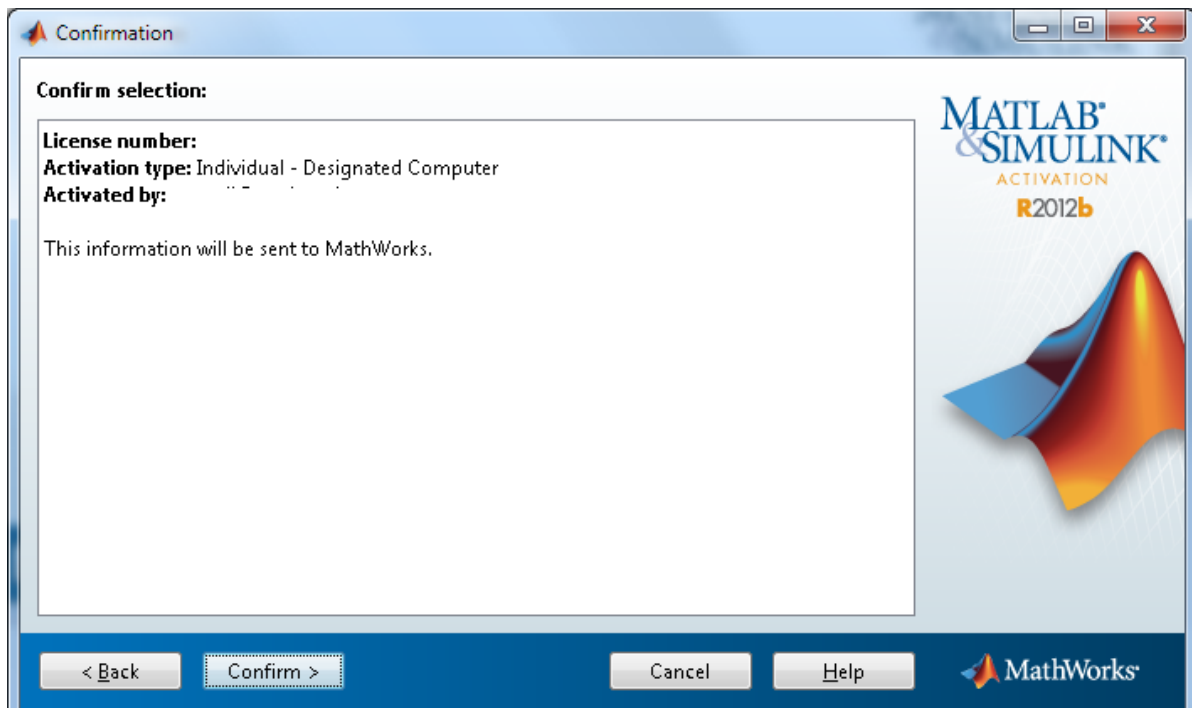 Confirmation
Confirm selection:
License number:
Activation type: Individual - Designated Computer
Activated by:
This information will be sent to MathWorks.
MATLAB®
&SIMULINK®
ACTIVATION
R2012b
< Back
Confirm >
Cancel
Help
MathWorks®